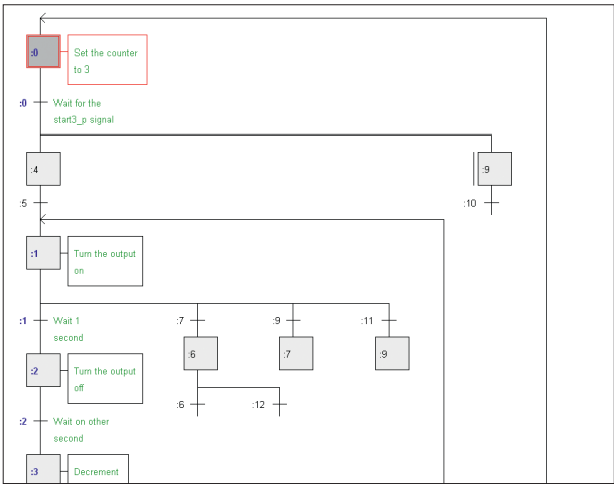 :0
Set the counter
to 3
:0
Wait for the
start3_p signal
:4
:9
:5
:10
:1
Turn the output
on
:1
Wait 1
second
:7
:9
:11
:6
:7
:9
:2
Turn the output
off
:6
:12
:2
Wait on other
second
:3
Decrement